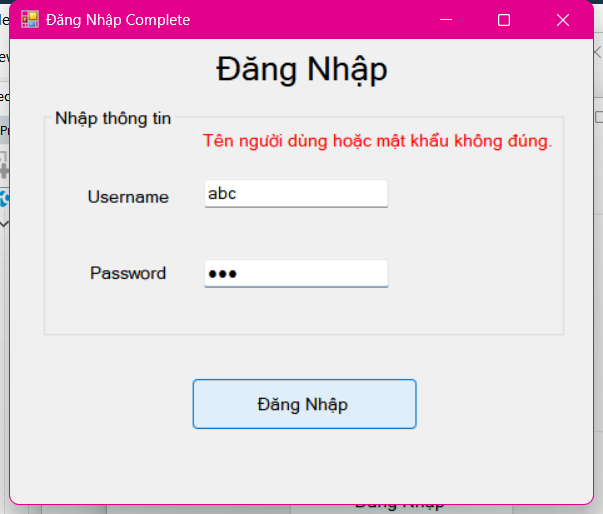 Đăng Nhập Complete
Đăng Nhập
Nhập thông tin
Tên người dùng hoặc mật khẩu không đúng.
Username
abc
Password
●●●
Đăng Nhập